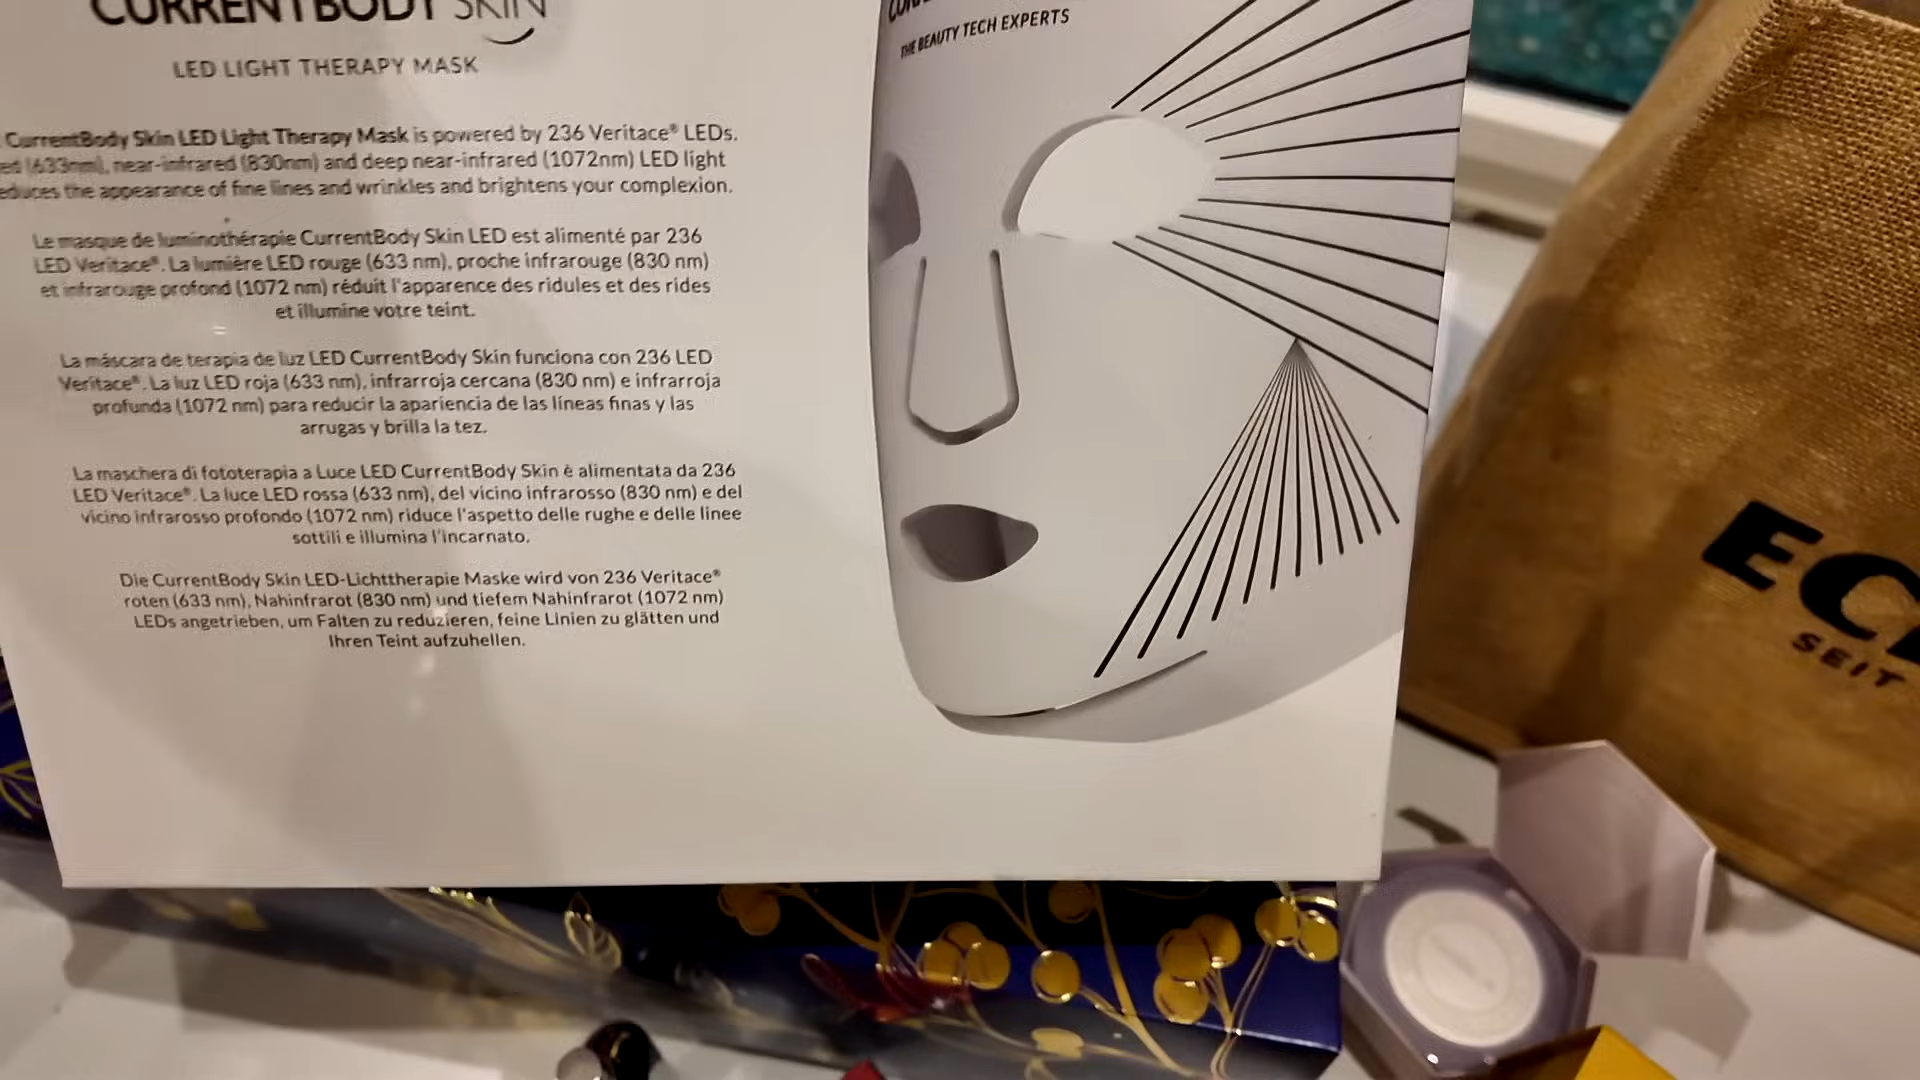 CURRENTBODY SKIN
LED LIGHT THERAPY MASK
CurrentBody Skin LED Light Therapy Mask is powered by 236 Veritace® LEDs.
(633nm), near-infrared (830nm) and deep near-infrared (1072nm) LED light
the appearance of fine lines and wrinkles and brightens your complexion.
Le masque de luminothérapie CurrentBody Skin LED est alimenté par 236
LED Veritace®. La lumière LED rouge (633 nm), proche infrarouge (830 nm)
et infrarouge profond (1072 nm) réduit l'apparence des ridules et des rides
et illumine votre teint.
La máscara de terapia de luz LED CurrentBody Skin funciona con 236 LED
Veritace®. La luz LED roja (633 nm), infrarroja cercana (830 nm) e infrarroja
profunda (1072 nm) para reducir la apariencia de las líneas finas y las
arrugas y brilla la tez.
La maschera di fototerapia a Luce LED CurrentBody Skin è alimentata da 236
LED Veritace®. La luce LED rossa (633 nm), del vicino infrarosso (830 nm) e del
vicino infrarosso profondo (1072 nm) riduce l'aspetto delle rughe e delle linee
sottili e illumina l'incarnato.
Die CurrentBody Skin LED-Lichttherapie Maske wird von 236 Veritace®
roten (633 nm), Nahinfrarot (830 nm) und tiefem Nahinfrarot (1072 nm)
LEDs angetrieben, um Falten zu reduzieren, feine Linien zu glätten und
Ihren Teint aufzuhellen.
THE BEAUTY TECH EXPERTS
SEIT